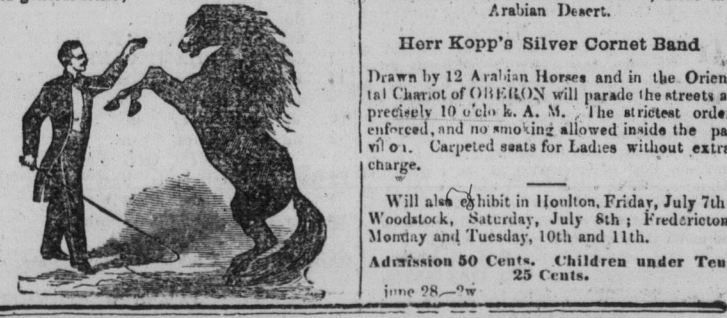 Arabian Desert.
Herr Kopp's Silver Cornet Band
Drawn by 12 Arabian Horses and in the Orien
tal Chariot of OBERON will parade the streets a
precisely 10 o'clo k. A. M. The strictest orde
enforced, and no smoking allowed inside the pa
vil on. Carpeted seats for Ladies without extra
charge.
Will also exhibit in Houlton, Friday, July 7th
Woodstock, Saturday, July 8th ; Fredericton
Monday and Tuesday, 10th and 11th.
Admission 50 Cents. Children under Ten
25 Cents.
june 28.—2w